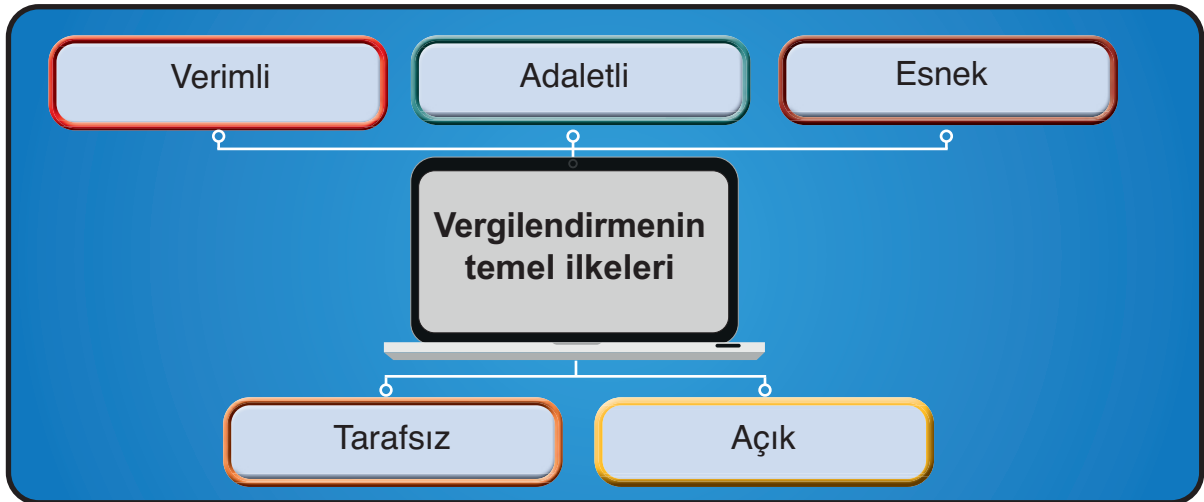 Verimli
Adaletli
Esnek
Vergilendirmenin
temel ilkeleri
Tarafsız
Açık